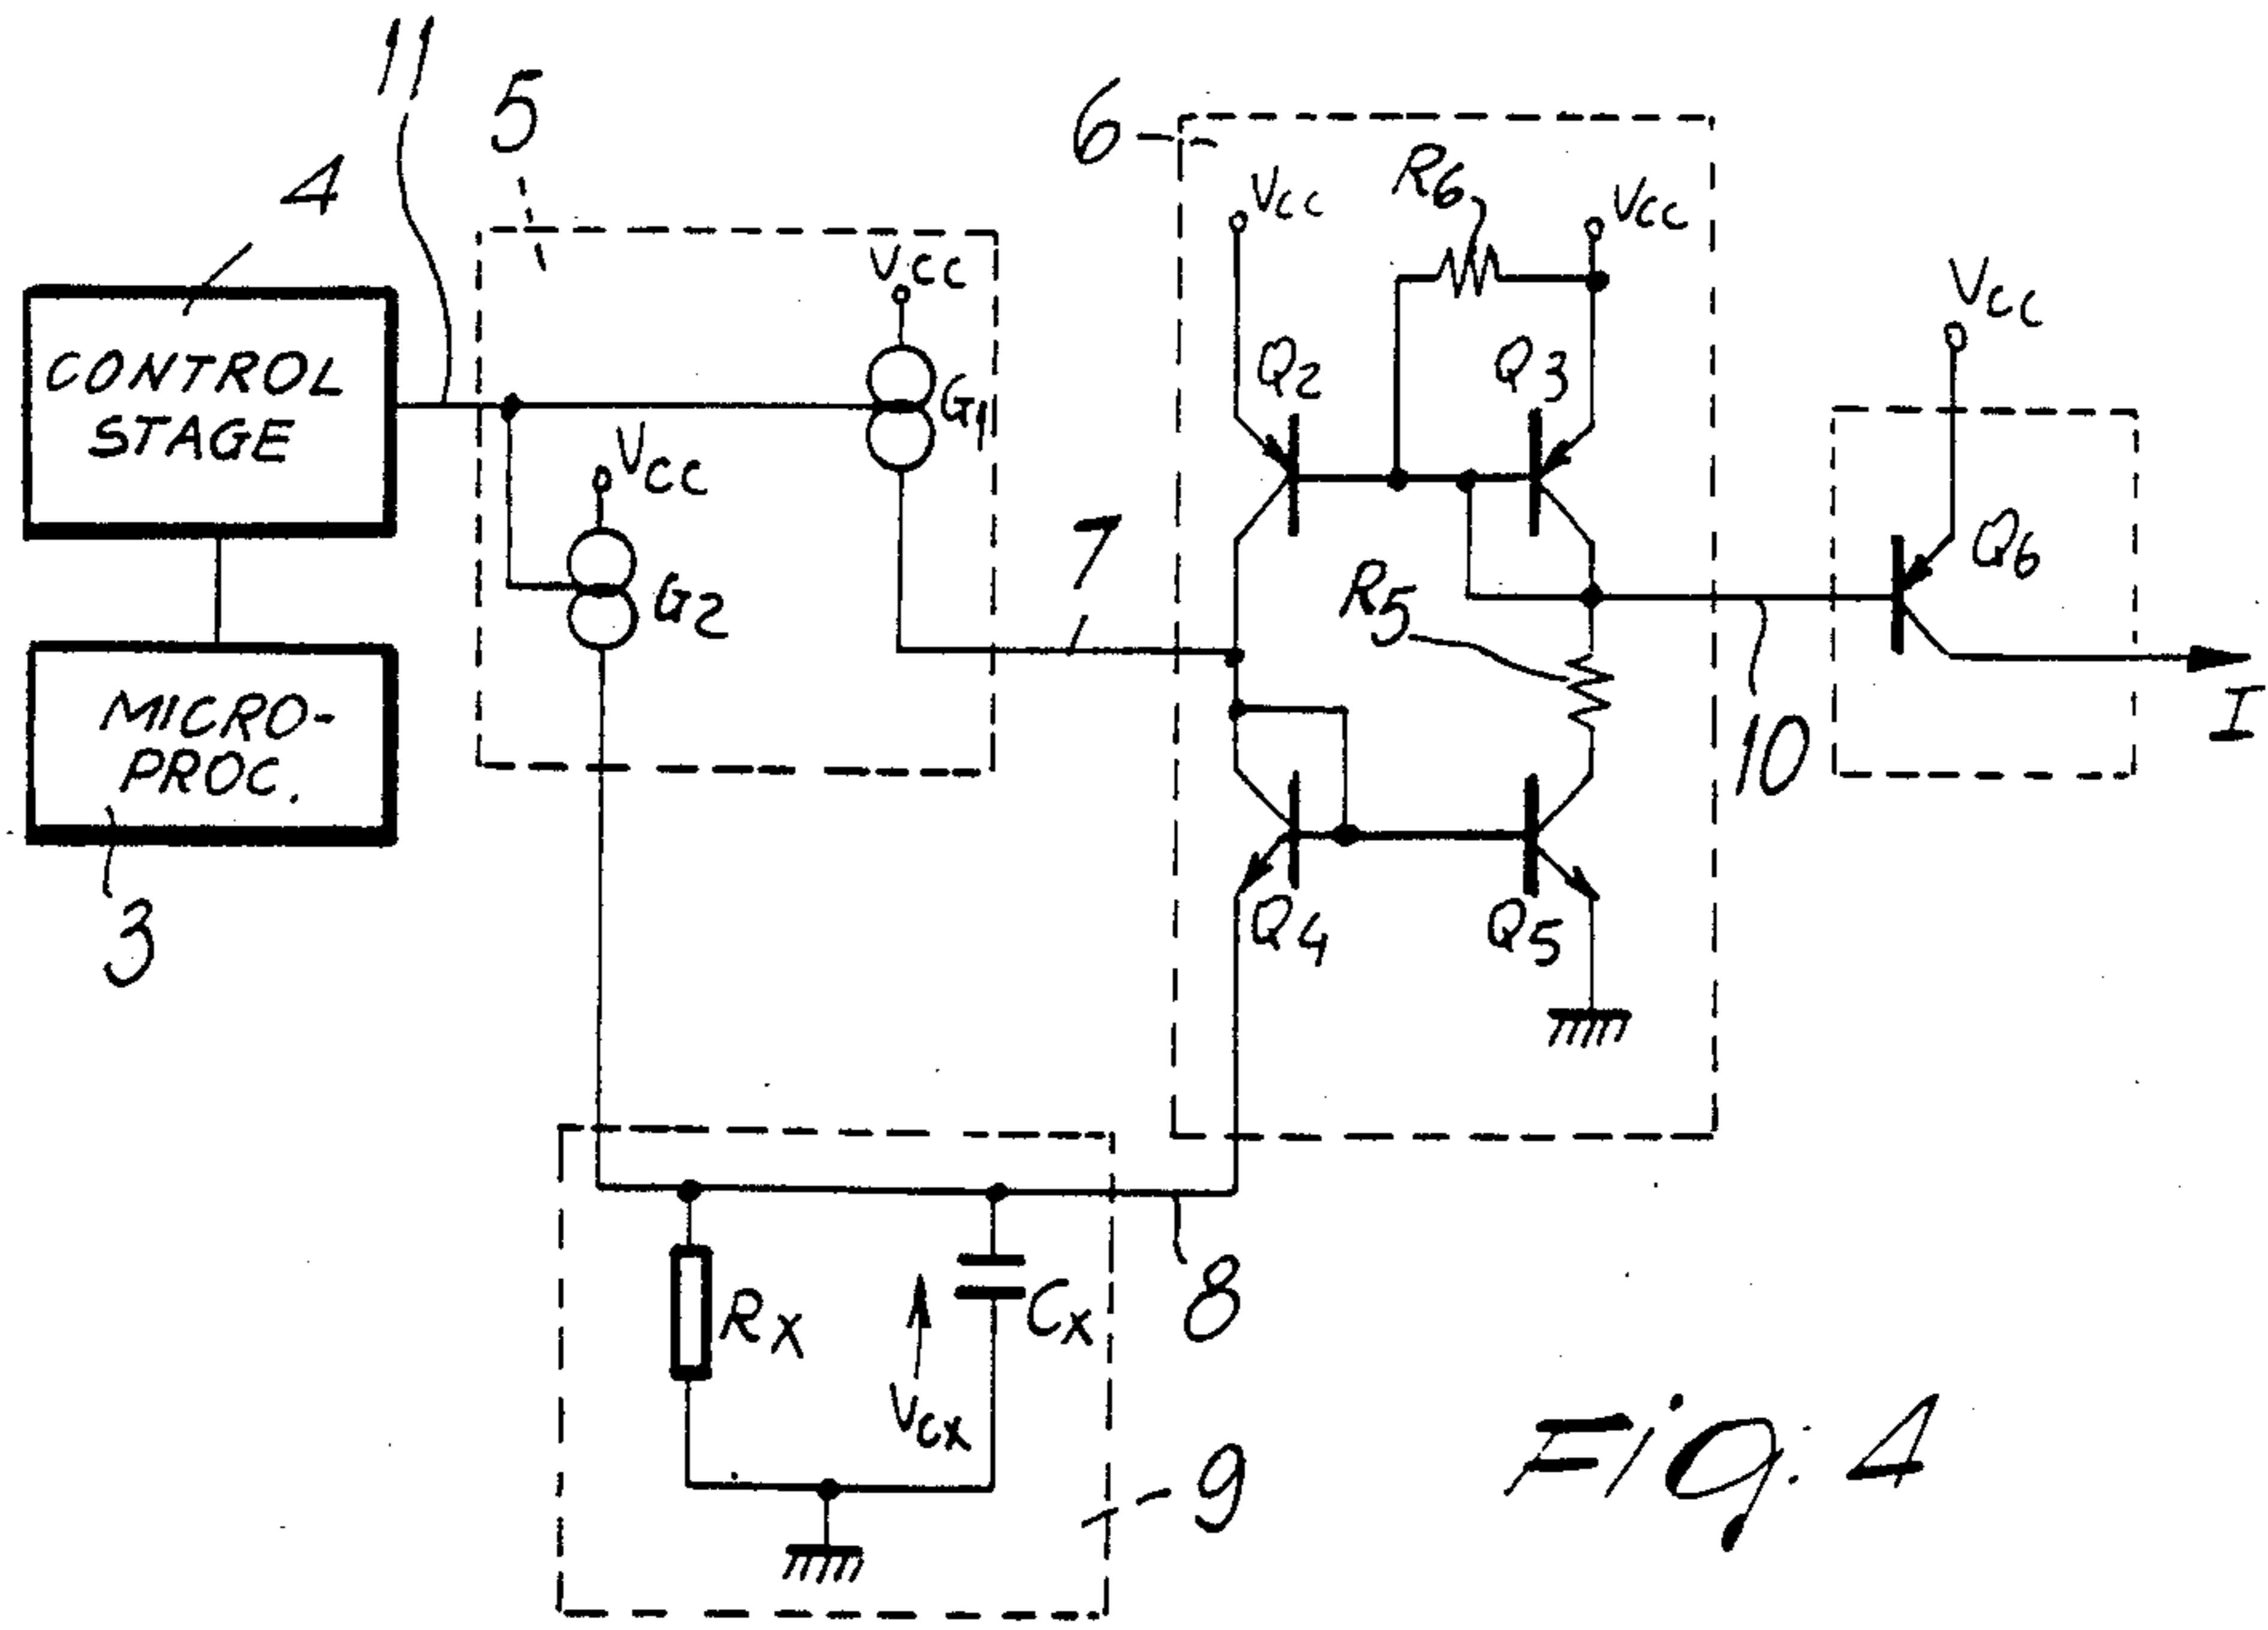 11
5
6
4
VCC
R6
VCC
VCC
VCC
CONTROL
STAGE
G1
Q2
Q3
VCC
G2
7
R5
Q6
MICRO-
PROC.
10
I
3
Q4
Q5
RX
CX
VCX
8
9
Fig. 4